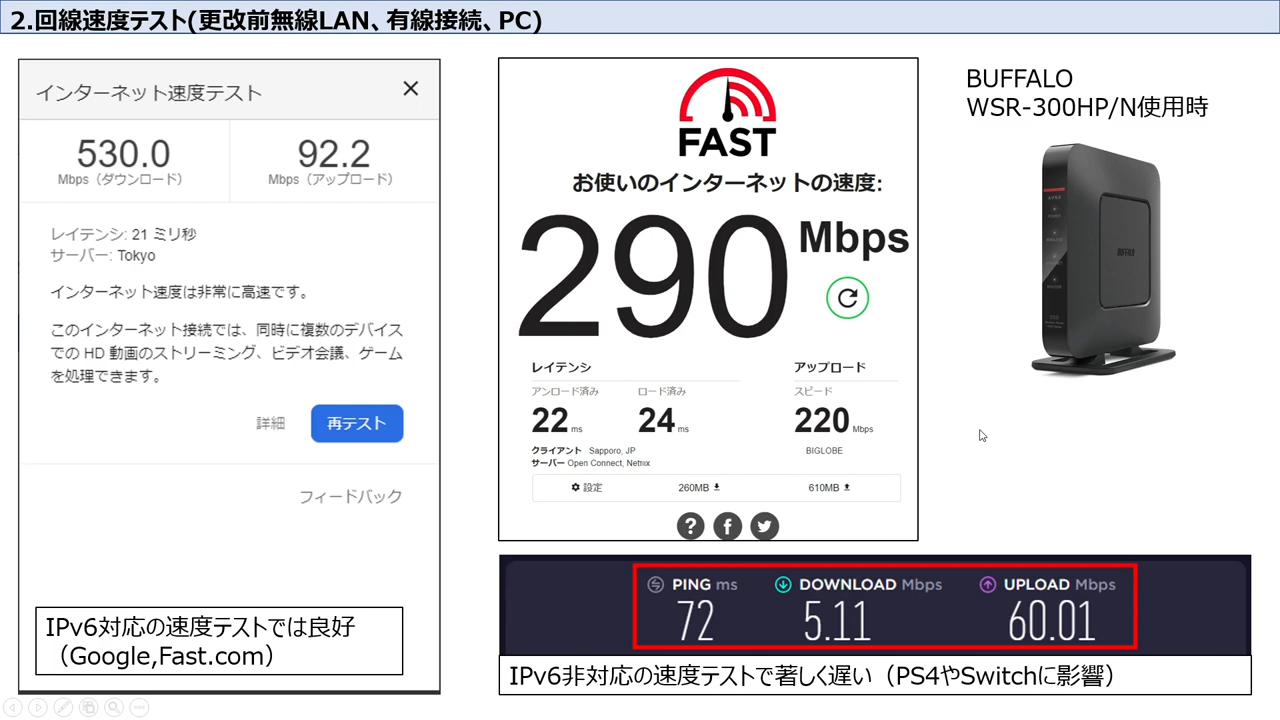 2.回線速度テスト(更改前無線LAN、有線接続、PC)
インターネット速度テスト
530.0
Mbps（ダウンロード）
92.2
Mbps（アップロード）
レイテンシ: 21 ミリ秒
サーバー: Tokyo
インターネット速度は非常に高速です。
このインターネット接続では、同時に複数のデバイス
での HD 動画のストリーミング、ビデオ会議、ゲーム
を処理できます。
詳細
再テスト
フィードバック
IPv6対応の速度テストでは良好
（Google,Fast.com）
FAST
お使いのインターネットの速度:
290 Mbps
レイテンシ
アップロード
アンロード済み
ロード済み
スピード
22 ms
24 ms
220 Mbps
クライアント Sapporo, JP
BIGLOBE
サーバー Open Connect, Netflix
設定
260MB
610MB
PING ms
DOWNLOAD Mbps
UPLOAD Mbps
72
5.11
60.01
IPv6非対応の速度テストで著しく遅い（PS4やSwitchに影響）
BUFFALO
WSR-300HP/N使用時
BUFFALO